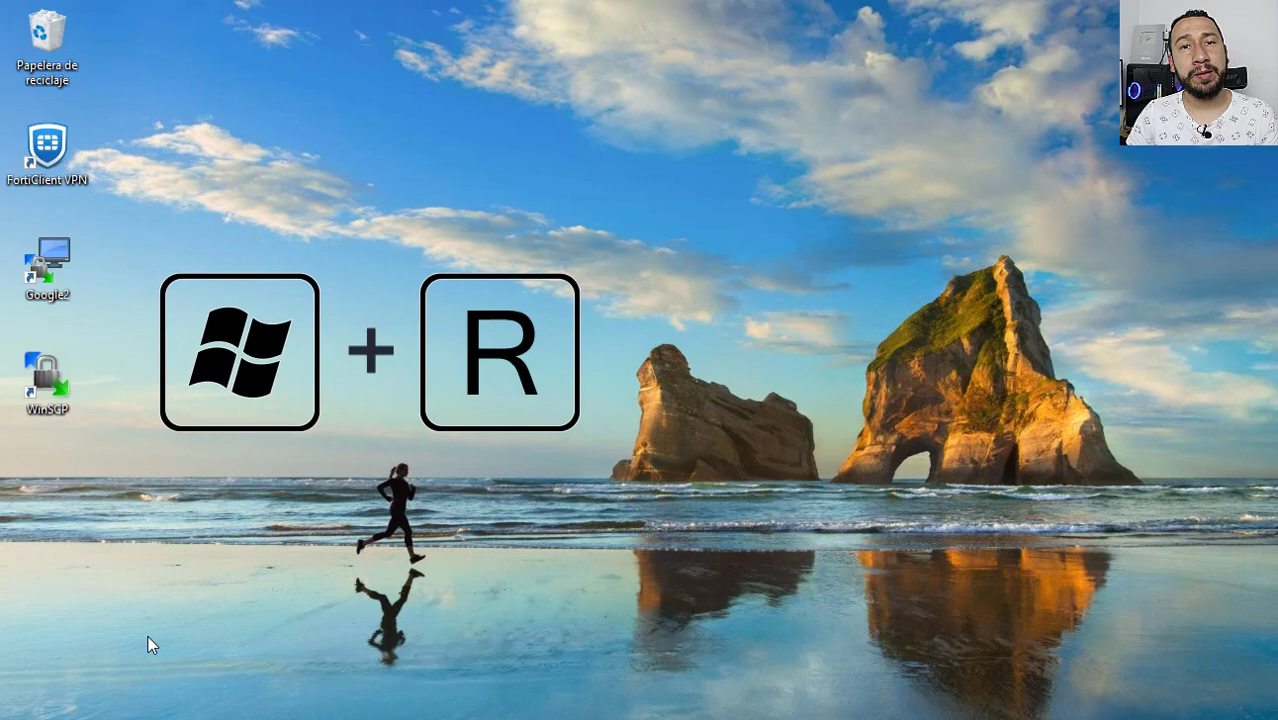 Papelera de
reciclaje
FortiClient VPN
Google2
WinSCP
+
R